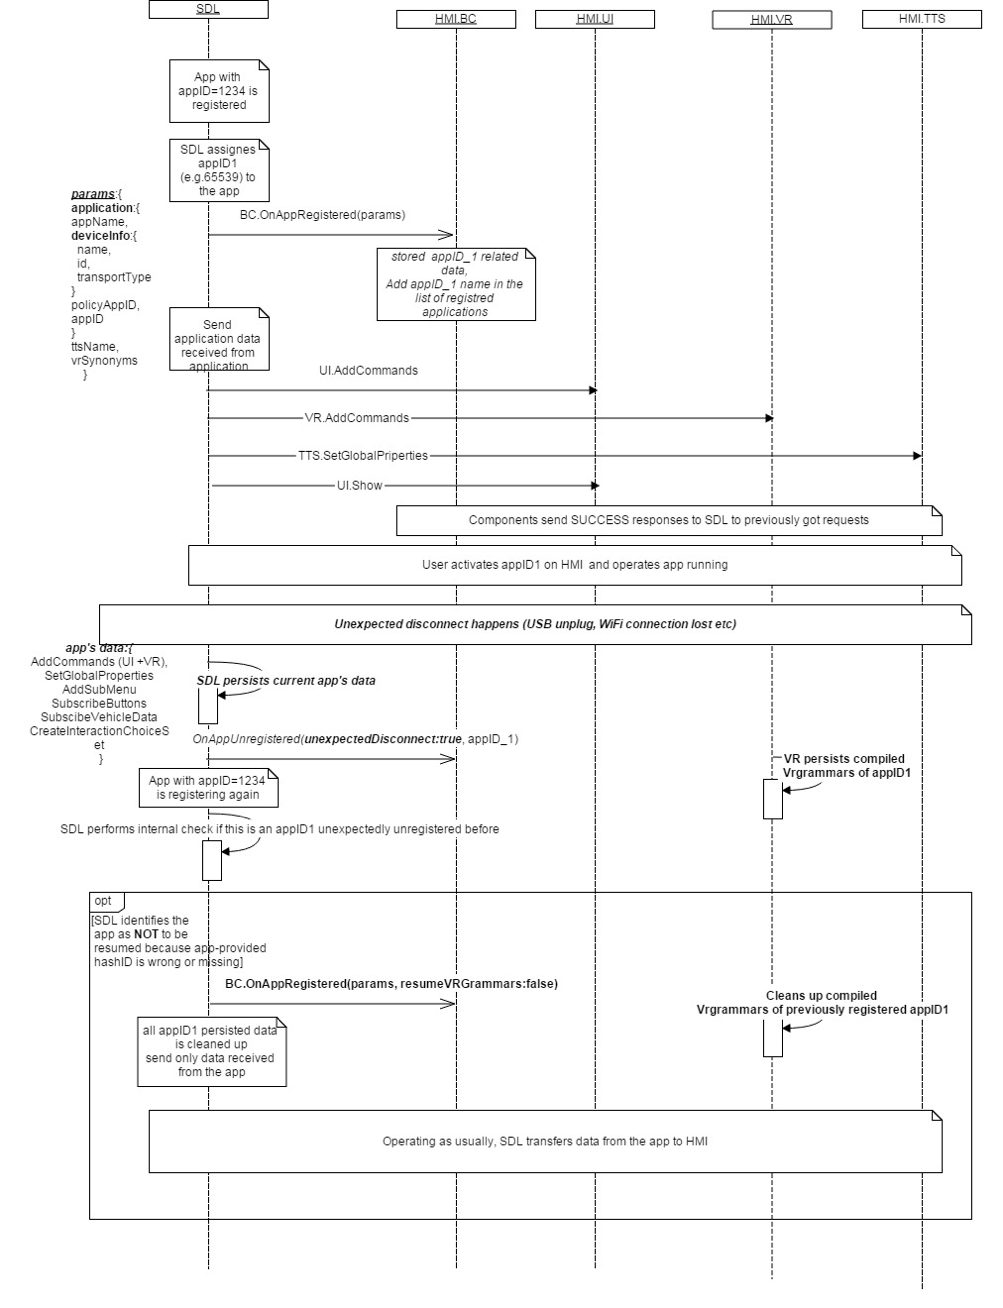 SDL
HMI.BC
HMI.UI
HMI.VR
HMI.TTS
App with
appID=1234 is
registered
SDL assignes
appID1
(e.g.65539) to
the app
params:{
application:{
appName,
deviceInfo:{
name,
id,
transportType
}
policyAppID,
appID
}
ttsName,
vrSynonyms
}
BC.OnAppRegistered(params)
stored appID_1 related
data,
Add appID_1 name in the
list of registred
applications
Send
application data
received from
application
UI.AddCommands
VR.AddCommands
TTS.SetGlobalPriperties
UI.Show
Components send SUCCESS responses to SDL to previously got requests
User activates appID1 on HMI and operates app running
Unexpected disconnect happens (USB unplug, WiFi connection lost etc)
app's data:{
AddCommands (UI +VR),
SetGlobalProperties
AddSubMenu
SubscribeButtons
SubscibeVehicleData
CreateInteractionChoiceS
et
}
SDL persists current app's data
OnAppUnregistered(unexpectedDisconnect:true, appID_1)
VR persists compiled
Vrgrammars of appID1
App with appID=1234
is registering again
SDL performs internal check if this is an appID1 unexpectedly unregistered before
opt
[SDL identifies the
app as NOT to be
resumed because app-provided
hashID is wrong or missing]
BC.OnAppRegistered(params, resumeVRGrammars:false)
Cleans up compiled
Vrgrammars of previously registered appID1
all appID1 persisted data
is cleaned up
send only data received
from the app
Operating as usually, SDL transfers data from the app to HMI